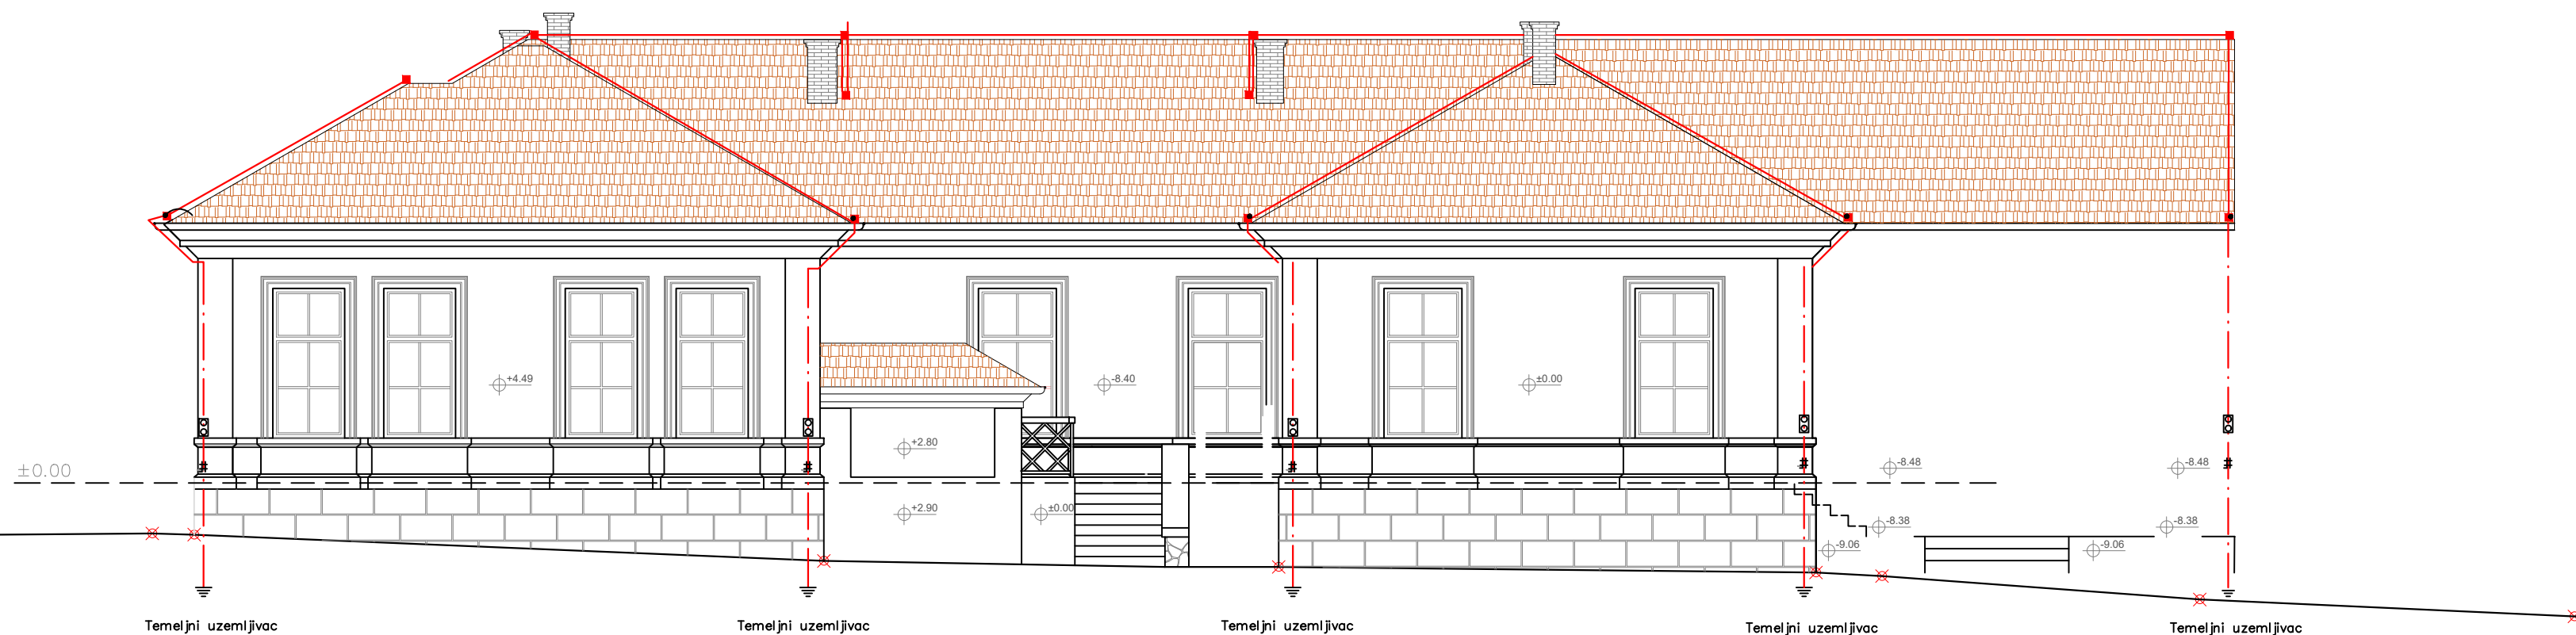 +4.49
-8.40
±0.00
+2.80
±0.00
-8.48
-8.48
+2.90
±0.00
-8.38
-8.38
-9.06
-9.06
Temeljni uzemljivac
Temeljni uzemljivac
Temeljni uzemljivac
Temeljni uzemljivac
Temeljni uzemljivac